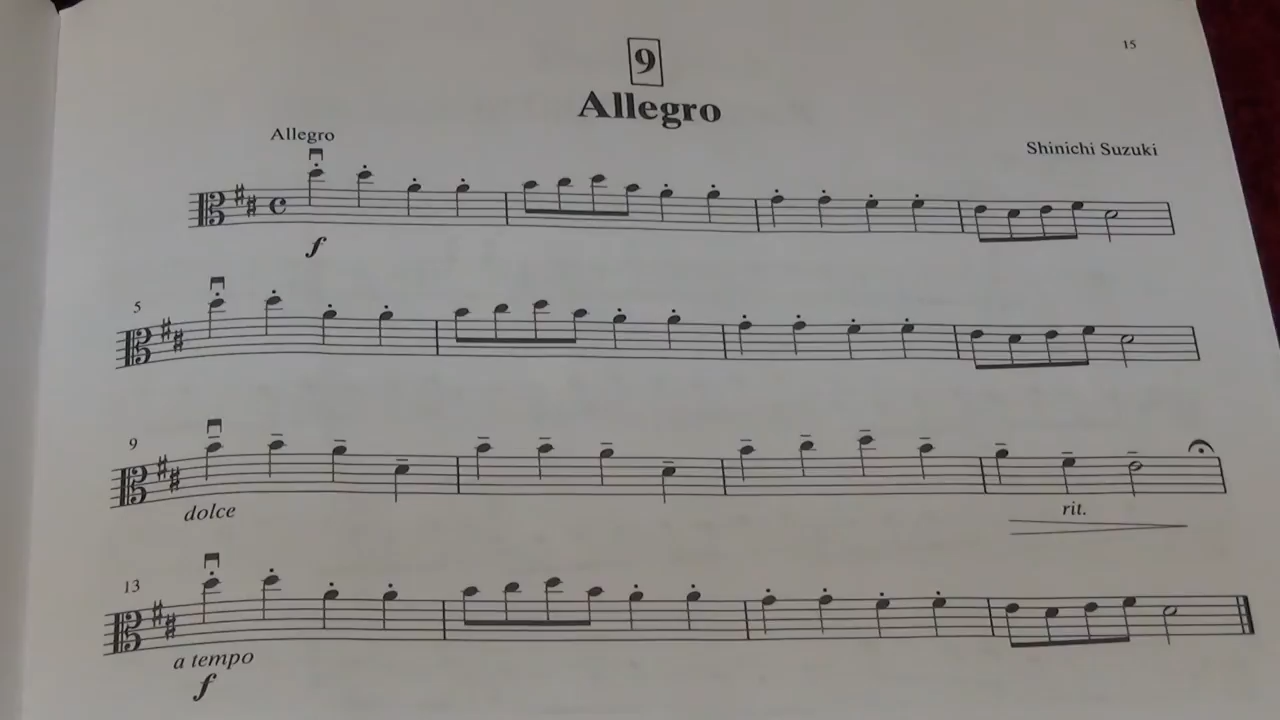 15
9
Allegro
Allegro
Shinichi Suzuki
f
5
9
dolce
rit.
13
a tempo
f